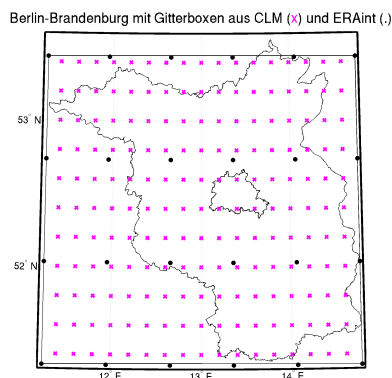 Berlin-Brandenburg mit Gitterboxen aus CLM (x) und ERAint (.)
53° N
52° N
12° E 13° E 14° E